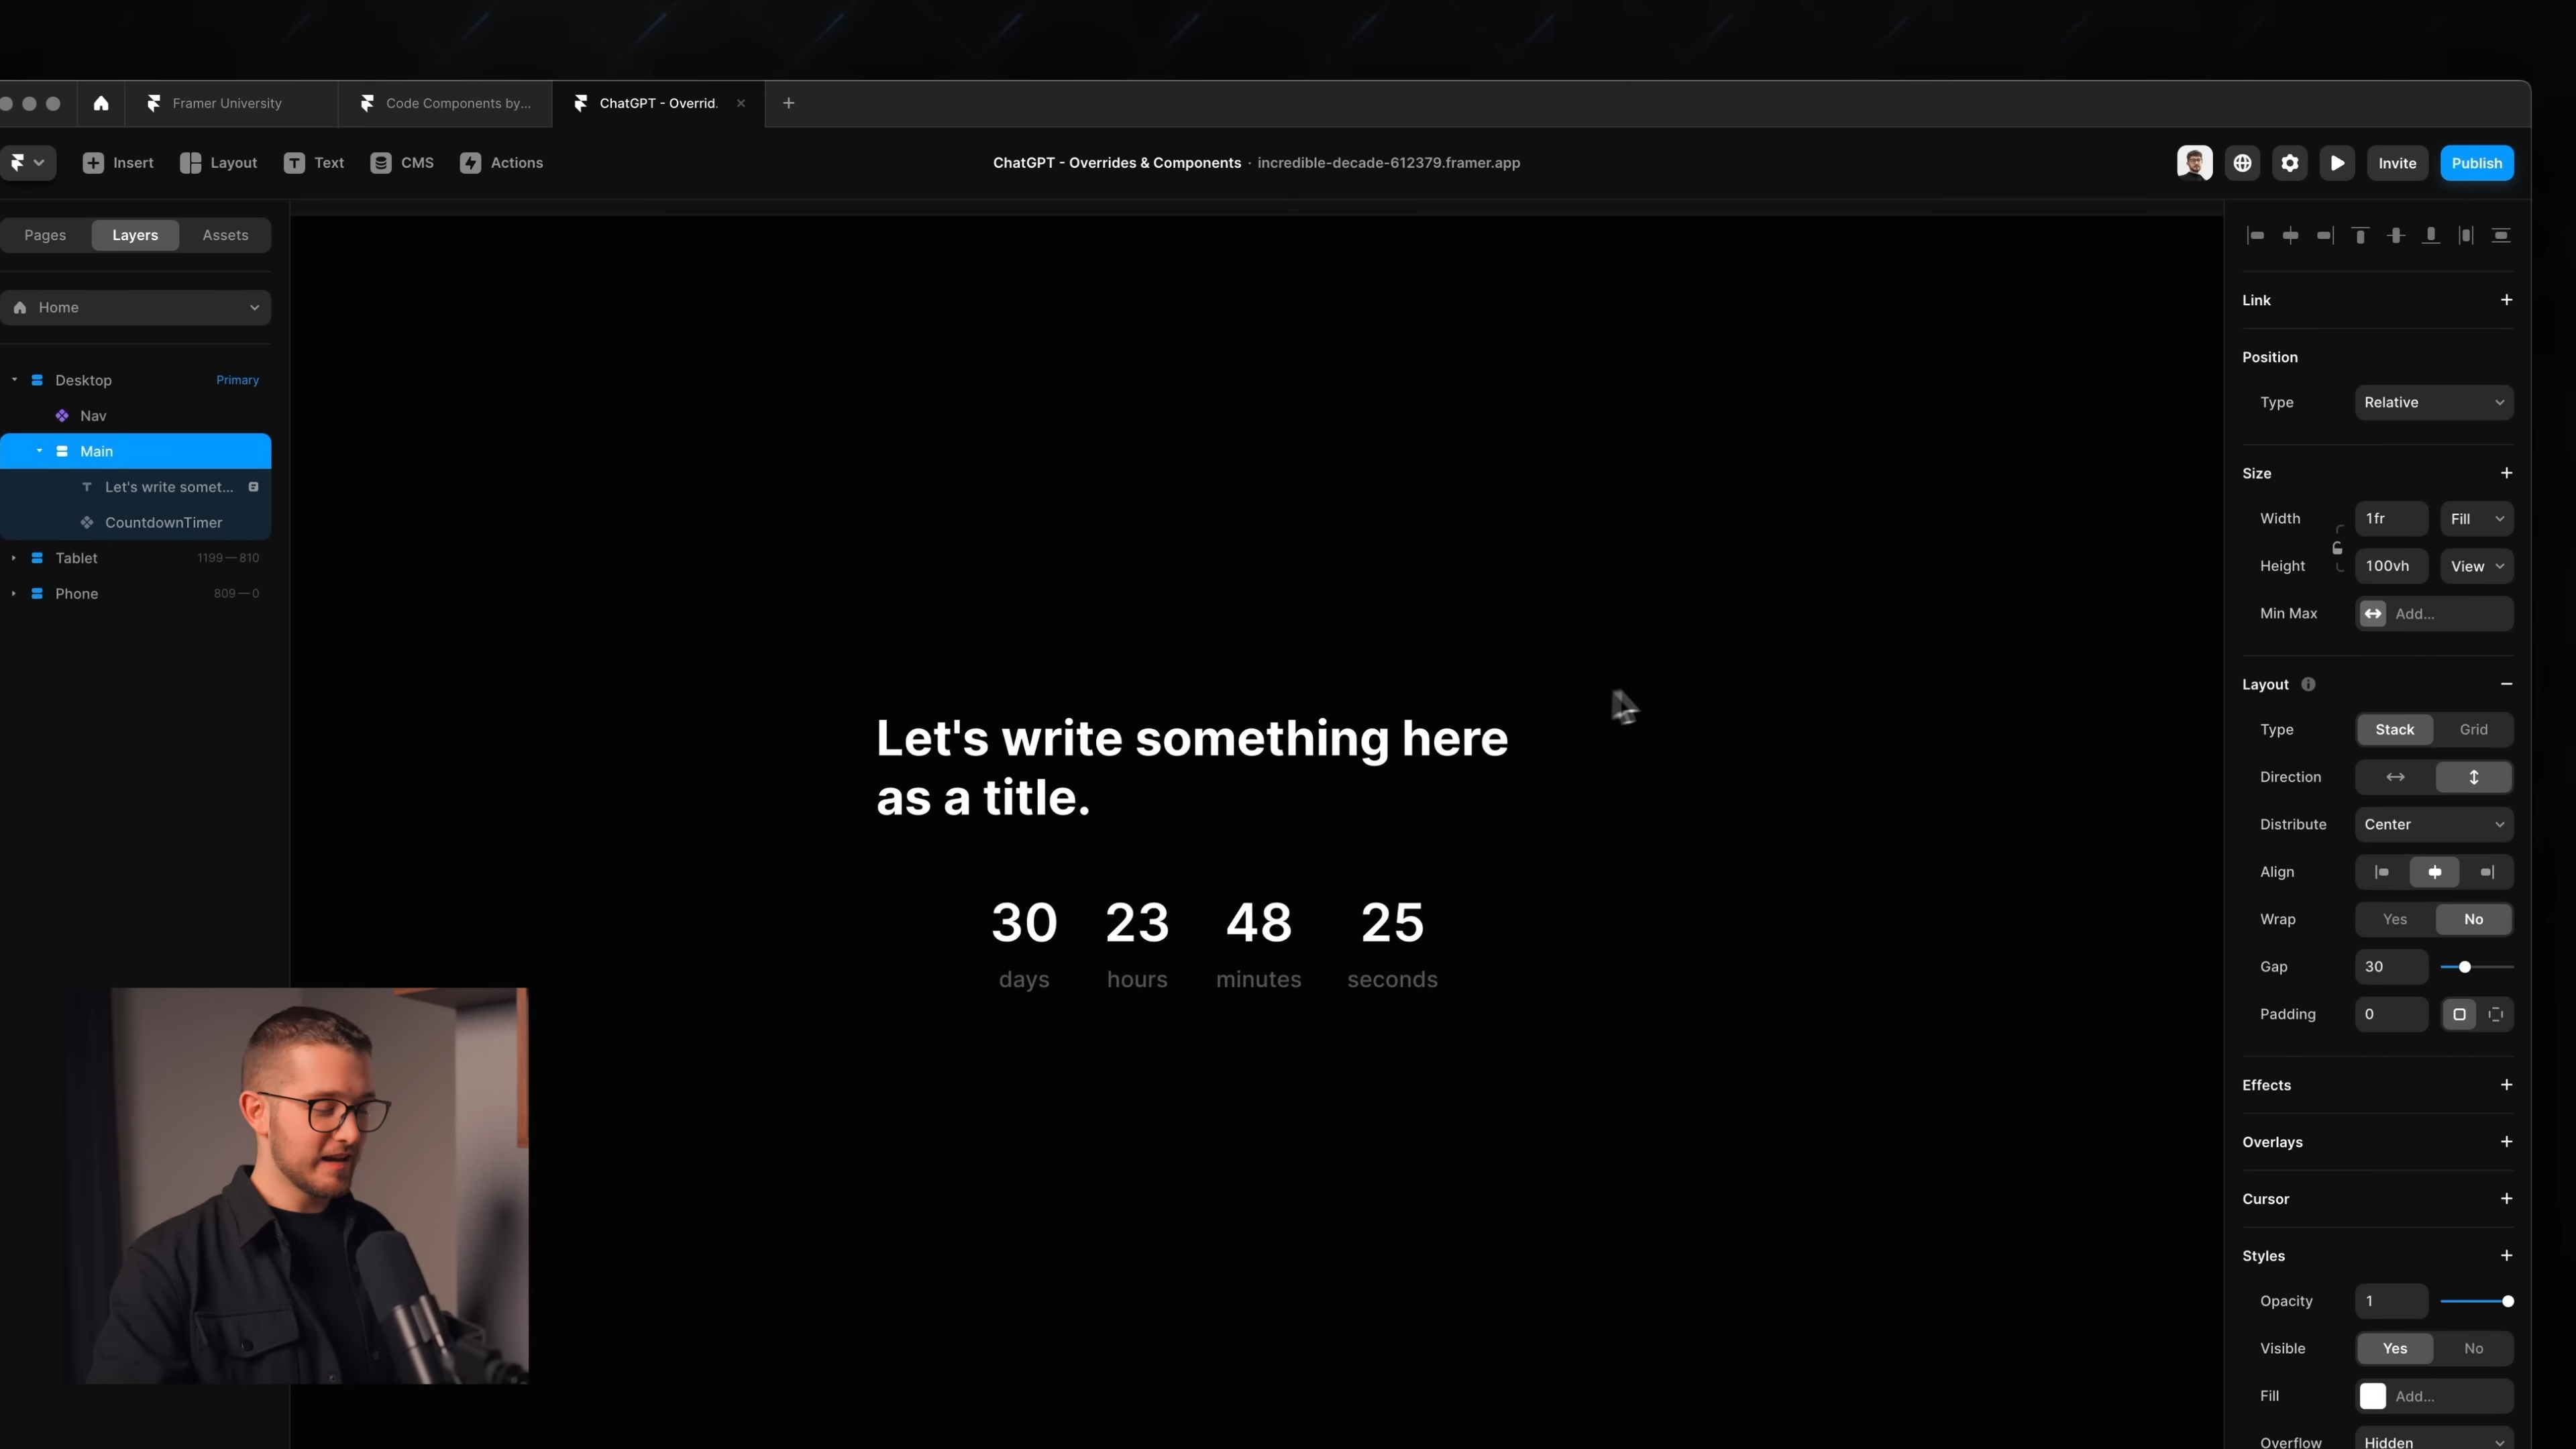 Framer University
Code Components by...
ChatGPT - Overrid.
Insert
Layout
Text
CMS
Actions
ChatGPT - Overrides & Components · incredible-decade-612379.framer.app
Invite
Publish
Pages
Layers
Assets
Home
Desktop
Primary
Nav
Main
Let's write somet...
CountdownTimer
Tablet
1199—810
Phone
809—0
Let's write something here
as a title.
30 23 48 25
days hours minutes seconds
Link
Position
Type Relative
Size
Width 1fr Fill
Height 100vh View
Min Max Add...
Layout
Type Stack Grid
Direction
Distribute Center
Align
Wrap Yes No
Gap 30
Padding 0
Effects
Overlays
Cursor
Styles
Opacity 1
Visible Yes No
Fill Add...
Overflow Hidden